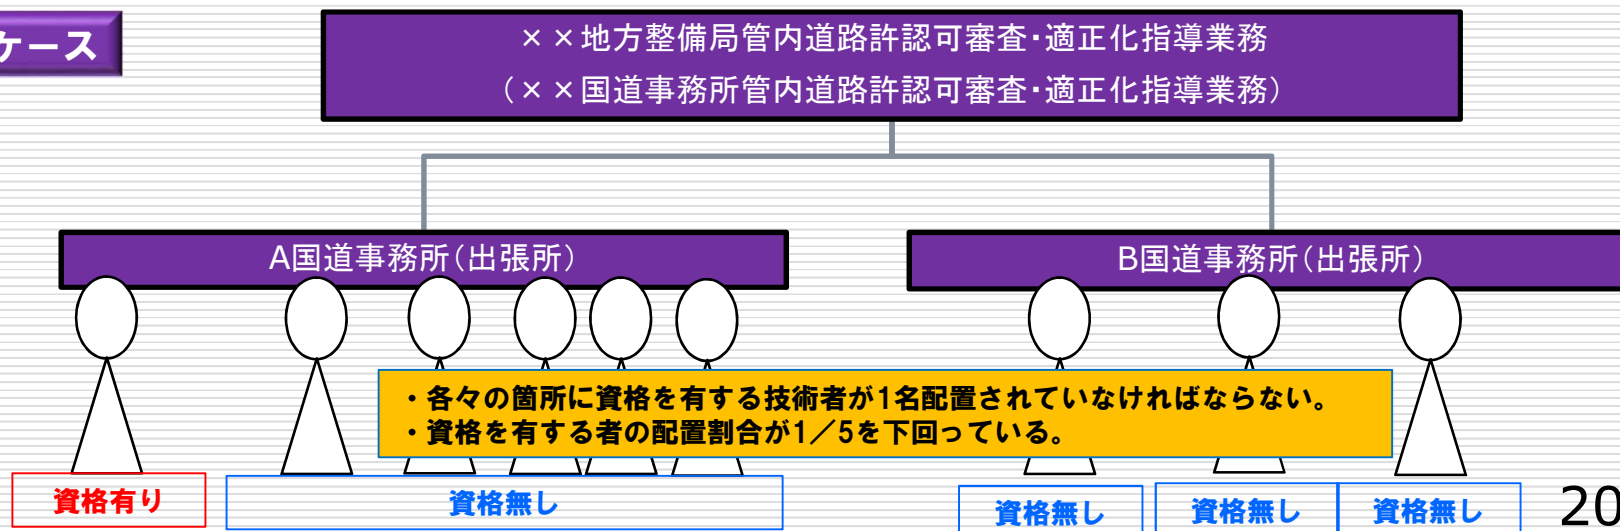 ケース
××地方整備局管内道路許認可審査・適正化指導業務
(××国道事務所管内道路許認可審査・適正化指導業務)
A国道事務所(出張所)
B国道事務所(出張所)
・各々の箇所に資格を有する技術者が1名配置されていなければならない。
・資格を有する者の配置割合が1/5を下回っている。
資格有り
資格無し
資格無し
資格無し
資格無し
20